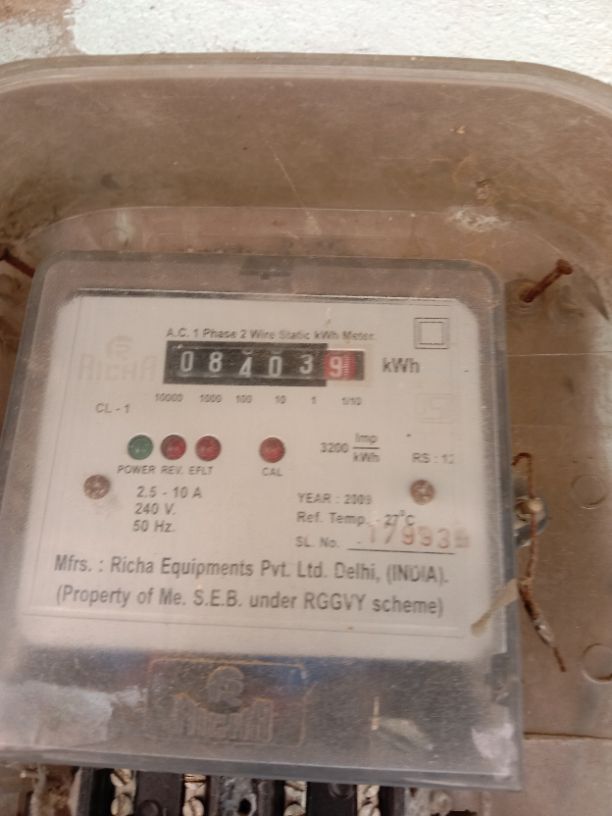 A.C. 1 Phase 2 Wire Static kWh Meter.
RICHA
084039 kWh
10000 1000 100 10 1 1/10
CL - 1
3200 Imp/kWh
RS : 12
POWER REV. EFLT CAL
2.5 - 10 A
240 V.
50 Hz.
YEAR : 2009
Ref. Temp. - 27°C
SL. No. -
Mfrs. : Richa Equipments Pvt. Ltd. Delhi, (INDIA).
(Property of Me. S.E.B. under RGGVY scheme)
RICHA